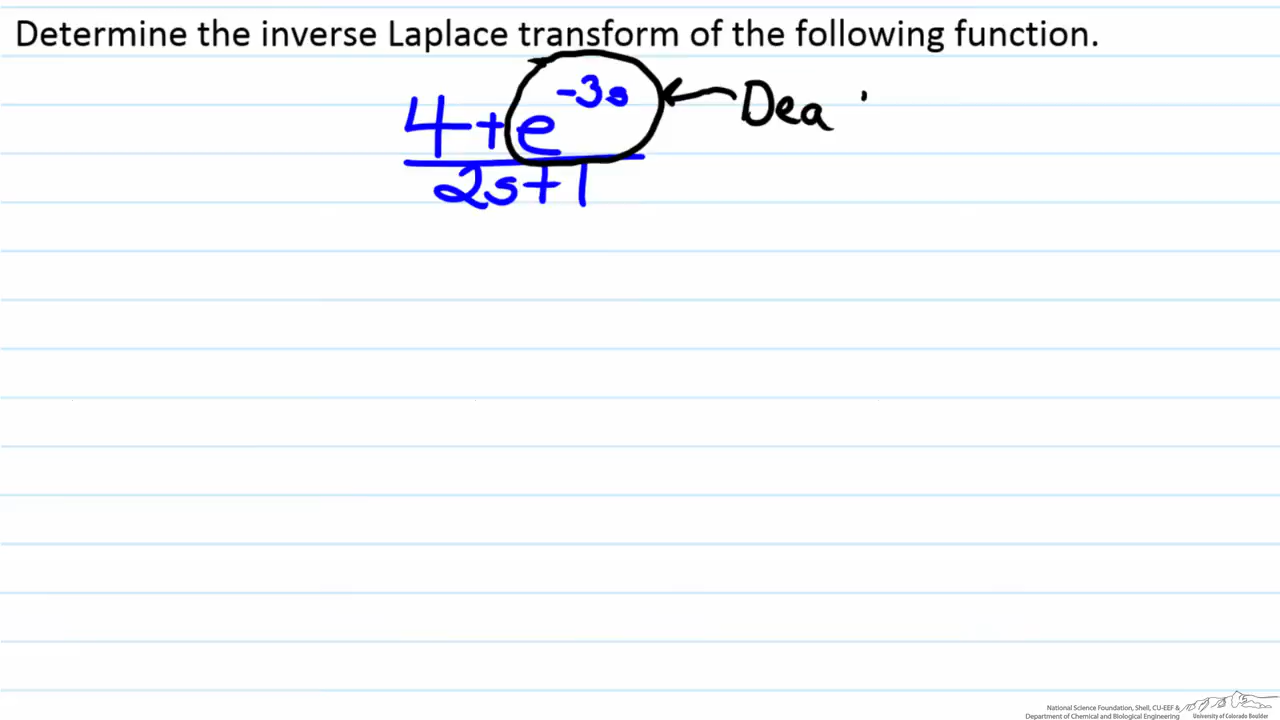 Determine the inverse Laplace transform of the following function.
4+e^-3s ← Dea
2s+1
National Science Foundation, Shell, CU-EEF &
Department of Chemical and Biological Engineering
University of Colorado Boulder